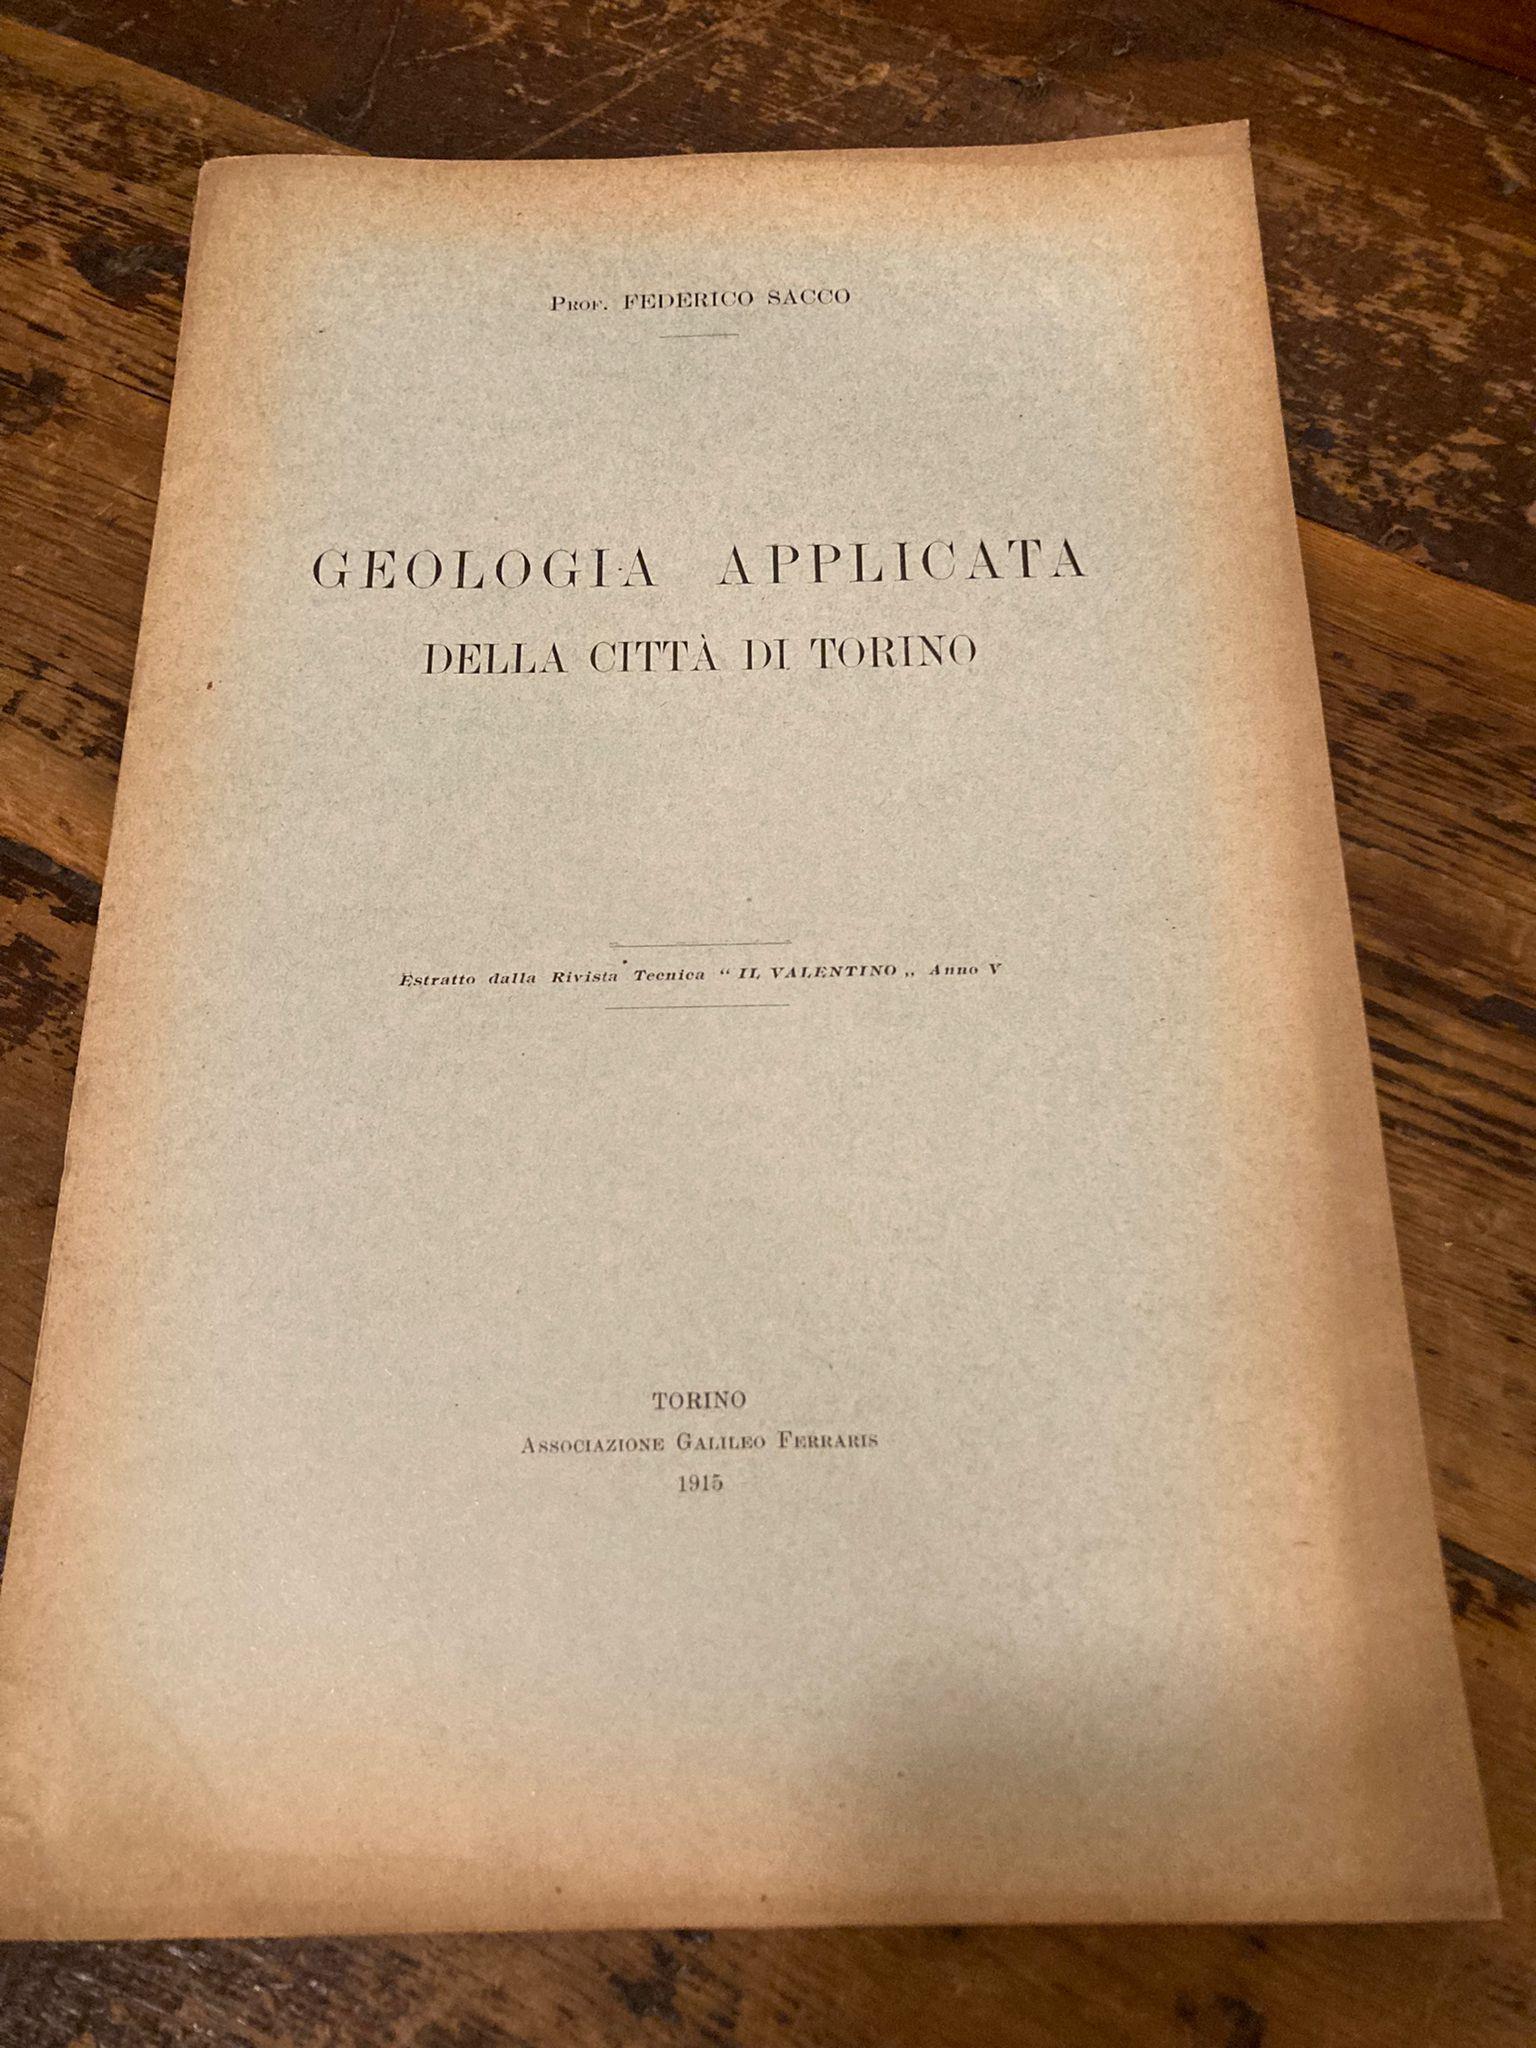 Prof. FEDERICO SACCO
GEOLOGIA APPLICATA
DELLA CITTÀ DI TORINO
Estratto dalla Rivista Tecnica “ IL VALENTINO „ Anno V
TORINO
Associazione Galileo Ferraris
1915